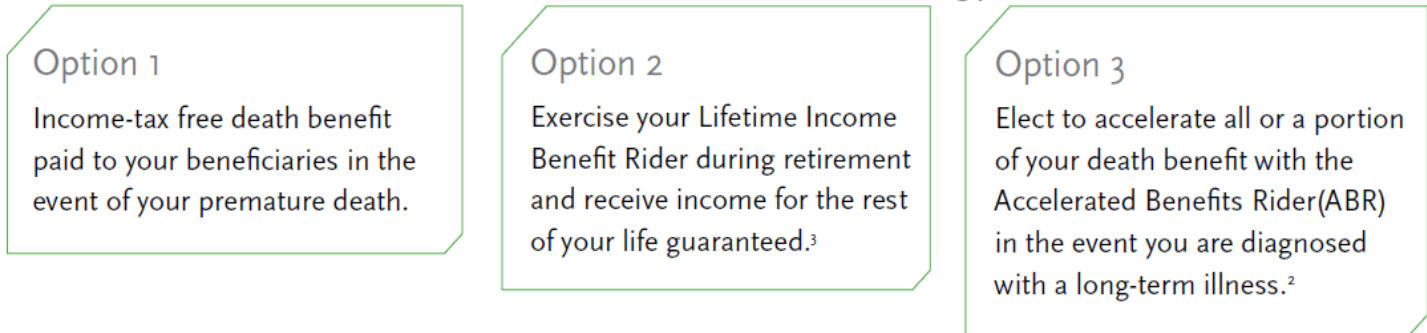 Option 1
Income-tax free death benefit
paid to your beneficiaries in the
event of your premature death.
Option 2
Exercise your Lifetime Income
Benefit Rider during retirement
and receive income for the rest
of your life guaranteed.³
Option 3
Elect to accelerate all or a portion
of your death benefit with the
Accelerated Benefits Rider(ABR)
in the event you are diagnosed
with a long-term illness.²